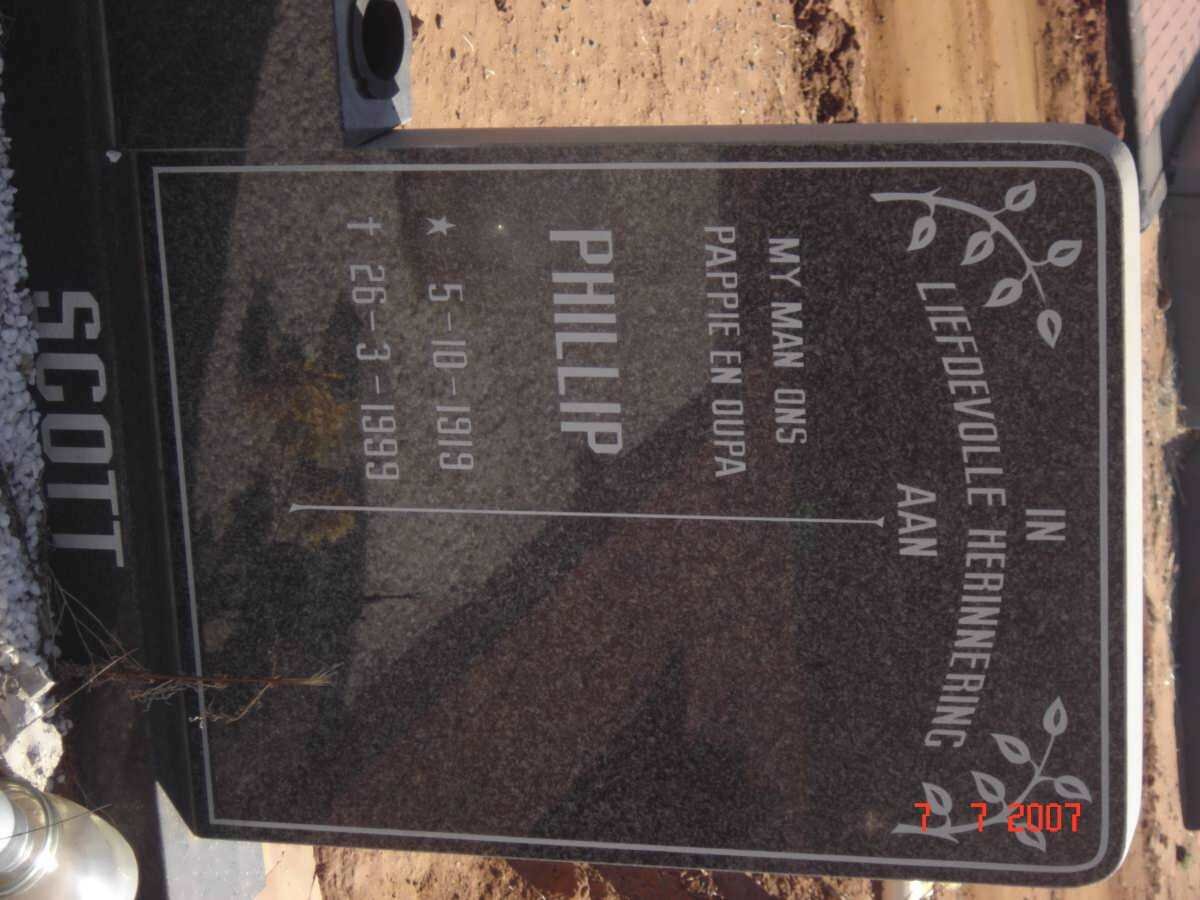 IN
LIEFDEVOLLE HERINNERING
AAN
MY MAN ONS
PAPPIE EN OUPA
PHILLIP
★ 5-10-1919
† 26-3-1999
SCOTT
7 7 2007